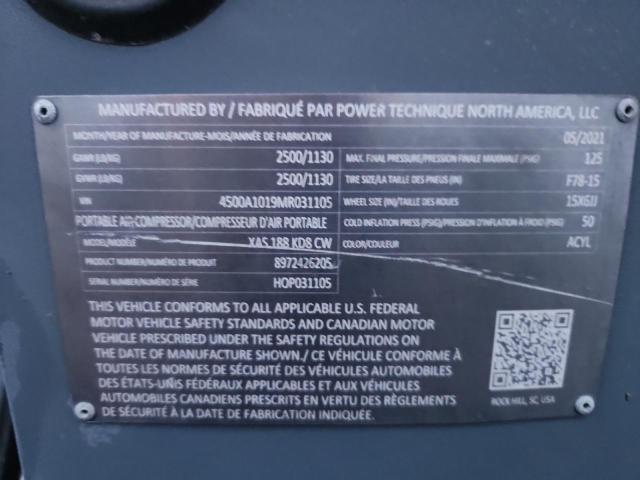 MANUFACTURED BY / FABRIQUÉ PAR POWER TECHNIQUE NORTH AMERICA, LLC
MONTH/YEAR OF MANUFACTURE-MOIS/ANNÉE DE FABRICATION 05/2021
GAWR (LB/KG) 2500/1130 MAX. FINAL PRESSURE/PRESSION FINALE MAXIMALE (PSIG) 125
GVWR (LB/KG) 2500/1130 TIRE SIZE/LA TAILLE DES PNEUS (IN) F78-15
VIN 4500A1019MR031105 WHEEL SIZE (IN)/TAILLE DES ROUES 15X6JJ
PORTABLE AIR-COMPRESSOR/COMPRESSEUR D'AIR PORTABLE COLD INFLATION PRESS (PSIG)/PRESSION D'INFLATION À FROID (PSIG) 50
MODEL/MODÈLE XAS 188 KD8 CW COLOR/COULEUR ACYL
PRODUCT NUMBER/NUMÉRO DE PRODUIT 8972426205
SERIAL NUMBER/NUMÉRO DE SÉRIE HOP031105
THIS VEHICLE CONFORMS TO ALL APPLICABLE U.S. FEDERAL
MOTOR VEHICLE SAFETY STANDARDS AND CANADIAN MOTOR
VEHICLE PRESCRIBED UNDER THE SAFETY REGULATIONS ON
THE DATE OF MANUFACTURE SHOWN./ CE VÉHICULE CONFORME À
TOUTES LES NORMES DE SÉCURITÉ DES VÉHICULES AUTOMOBILES
DES ÉTATS-UNIS FÉDÉRAUX APPLICABLES ET AUX VÉHICULES
AUTOMOBILES CANADIENS PRESCRITS EN VERTU DES RÈGLEMENTS
DE SÉCURITÉ À LA DATE DE FABRICATION INDIQUÉE.
ROCK HILL, SC, USA